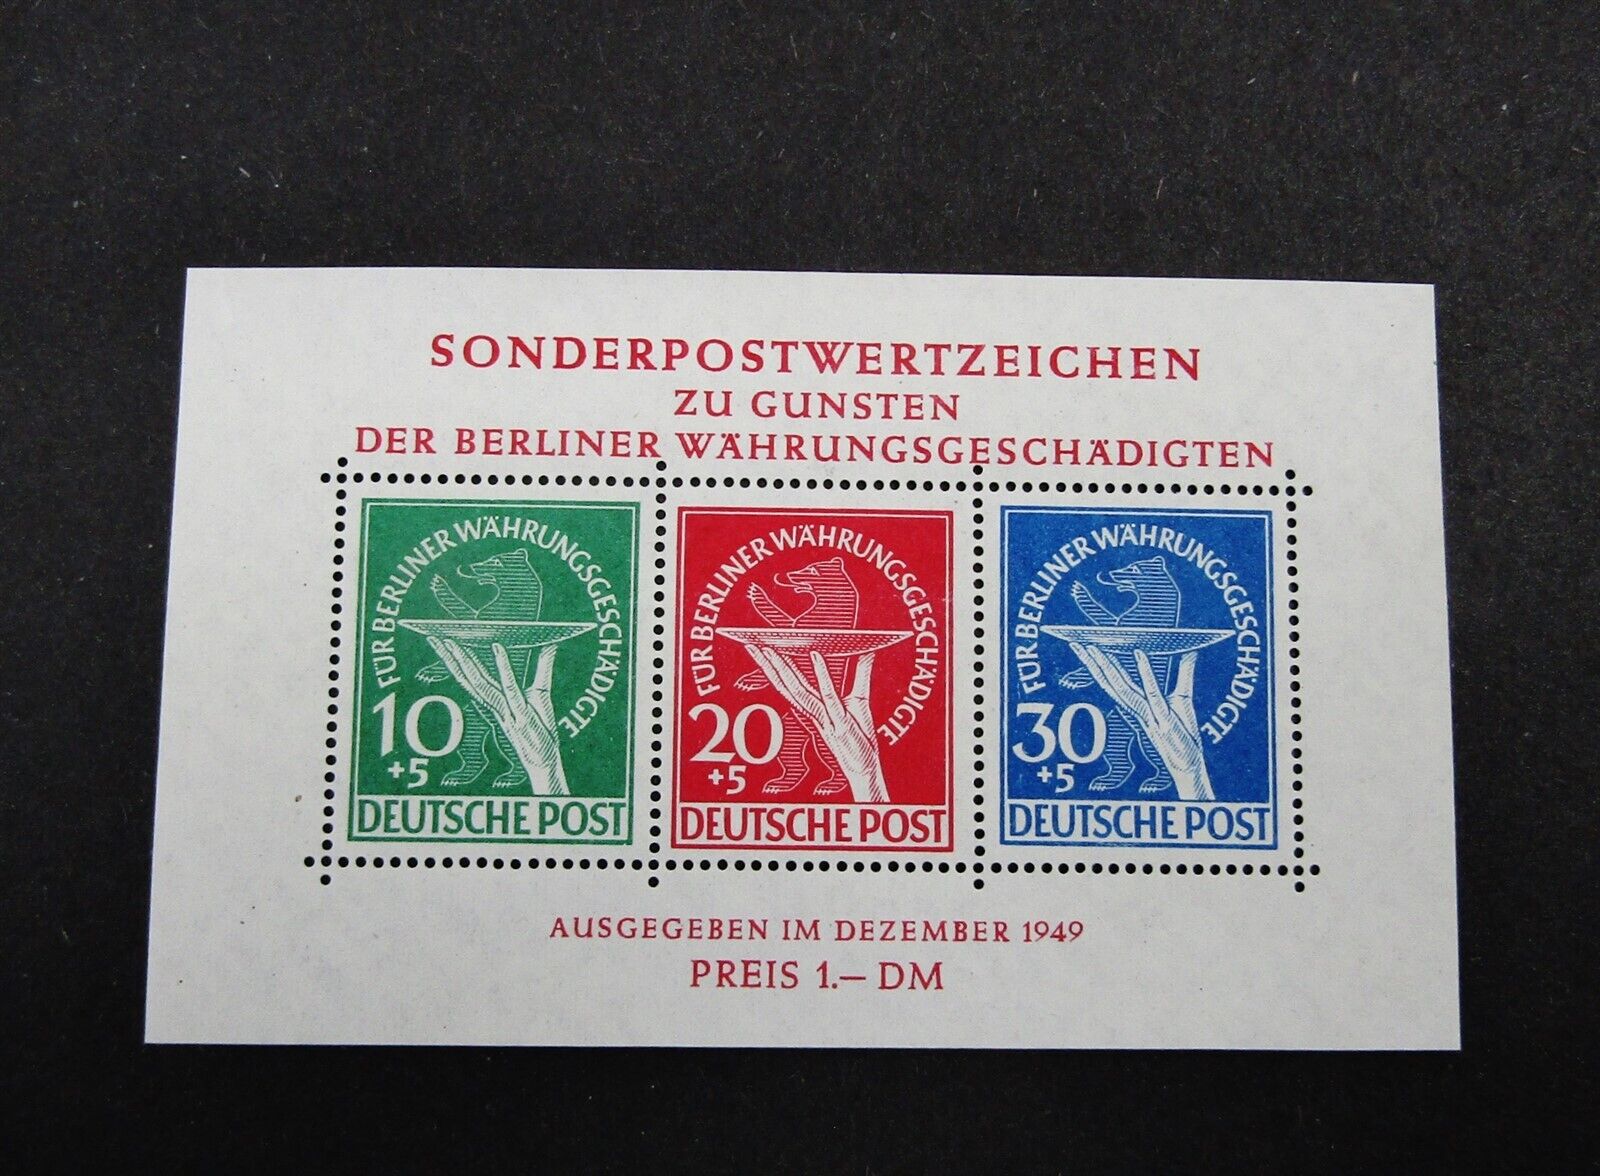 SONDERPOSTWERTZEICHEN
ZU GUNSTEN
DER BERLINER WÄHRUNGSGESCHÄDIGTEN
FÜR BERLINER WÄHRUNGSGESCHÄDIGTE
10
+5
DEUTSCHE POST
FÜR BERLINER WÄHRUNGSGESCHÄDIGTE
20
+5
DEUTSCHE POST
FÜR BERLINER WÄHRUNGSGESCHÄDIGTE
30
+5
DEUTSCHE POST
AUSGEGEBEN IM DEZEMBER 1949
PREIS 1.— DM